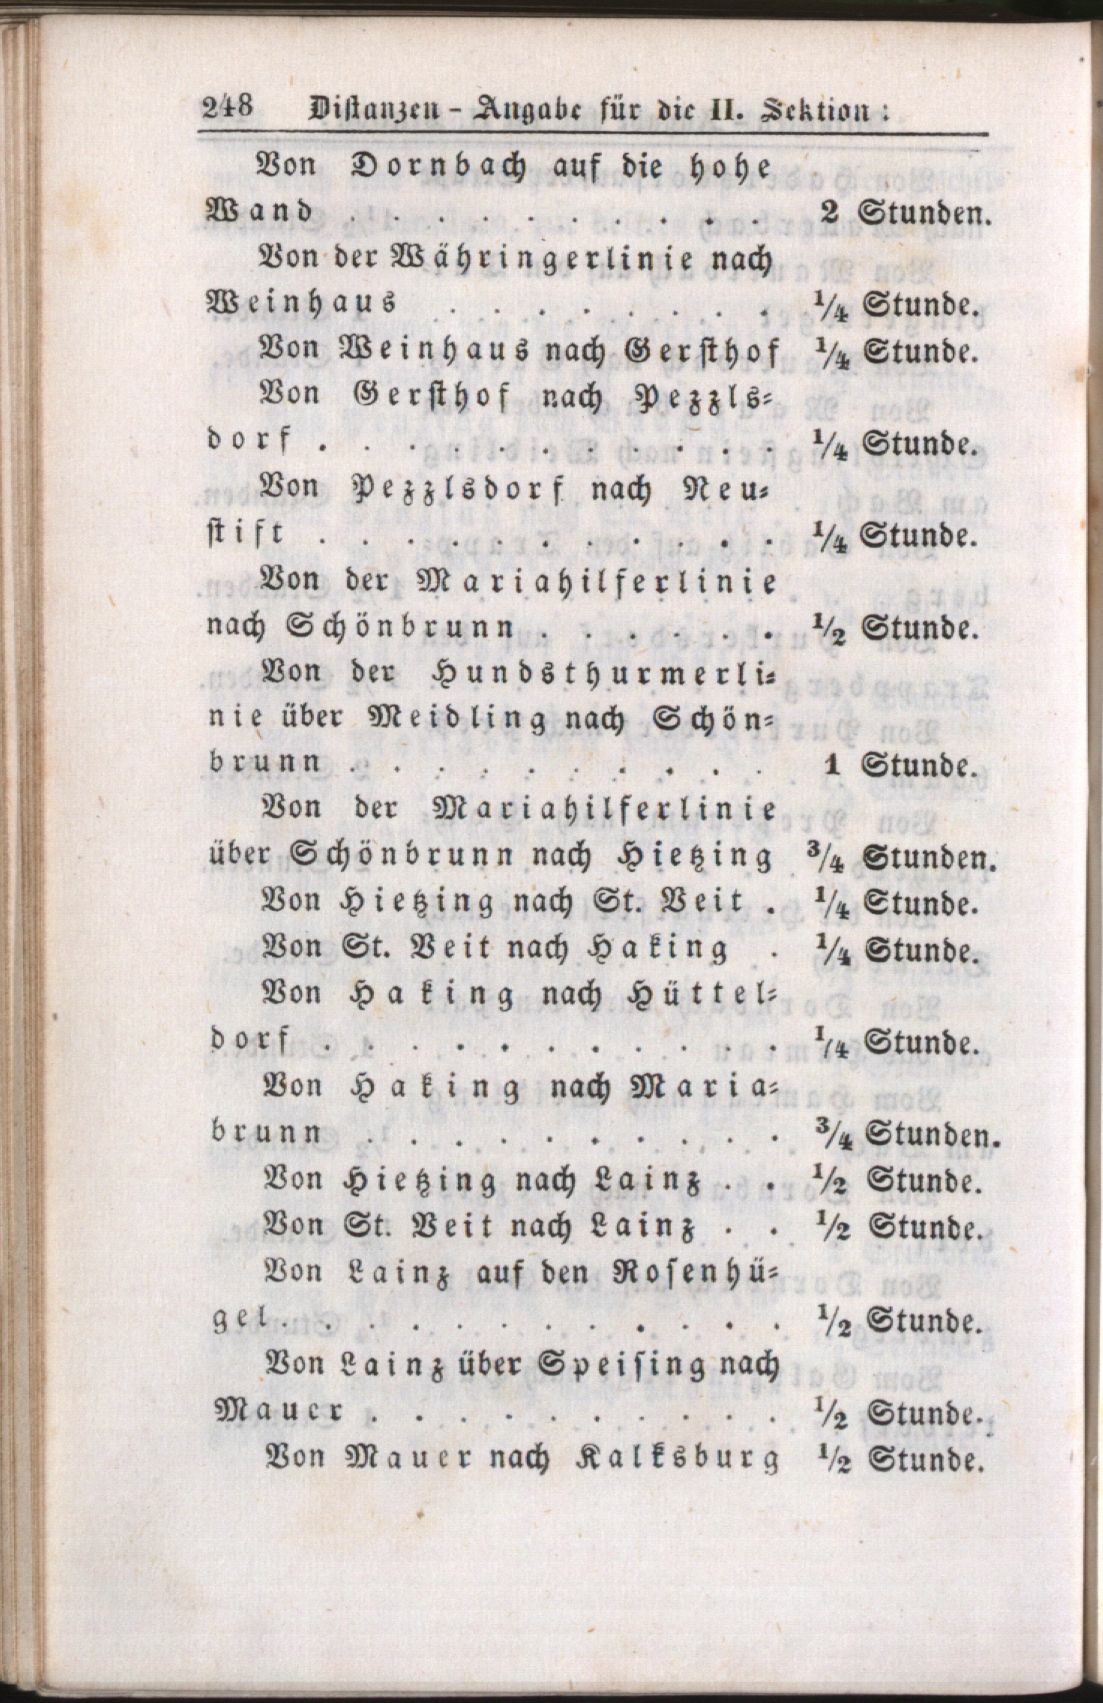 248 Distanzen-Angabe für die II. Sektion:
Von Dornbach auf die hohe
Wand . . . . . . . . . . 2 Stunden.
Von der Währingerlinie nach
Weinhaus . . . . . . . . 1/4 Stunde.
Von Weinhaus nach Gersthof 1/4 Stunde.
Von Gersthof nach Pezzls-
dorf . . . . . . . . . . . 1/4 Stunde.
Von Pezzlsdorf nach Neu-
stift . . . . . . . . . . . 1/4 Stunde.
Von der Mariahilferlinie
nach Schönbrunn . . . . . . 1/2 Stunde.
Von der Hundsthurmerli-
nie über Meidling nach Schön-
brunn . . . . . . . . . . 1 Stunde.
Von der Mariahilferlinie
über Schönbrunn nach Hietzing 3/4 Stunden.
Von Hietzing nach St. Veit . 1/4 Stunde.
Von St. Veit nach Haking . 1/4 Stunde.
Von Haking nach Hüttel-
dorf . . . . . . . . . . . 1/4 Stunde.
Von Haking nach Maria-
brunn . . . . . . . . . . 3/4 Stunden.
Von Hietzing nach Lainz . . 1/2 Stunde.
Von St. Veit nach Lainz . . 1/2 Stunde.
Von Lainz auf den Rosenhü-
gel . . . . . . . . . . . . 1/2 Stunde.
Von Lainz über Speising nach
Mauer . . . . . . . . . . 1/2 Stunde.
Von Mauer nach Kalksburg 1/2 Stunde.